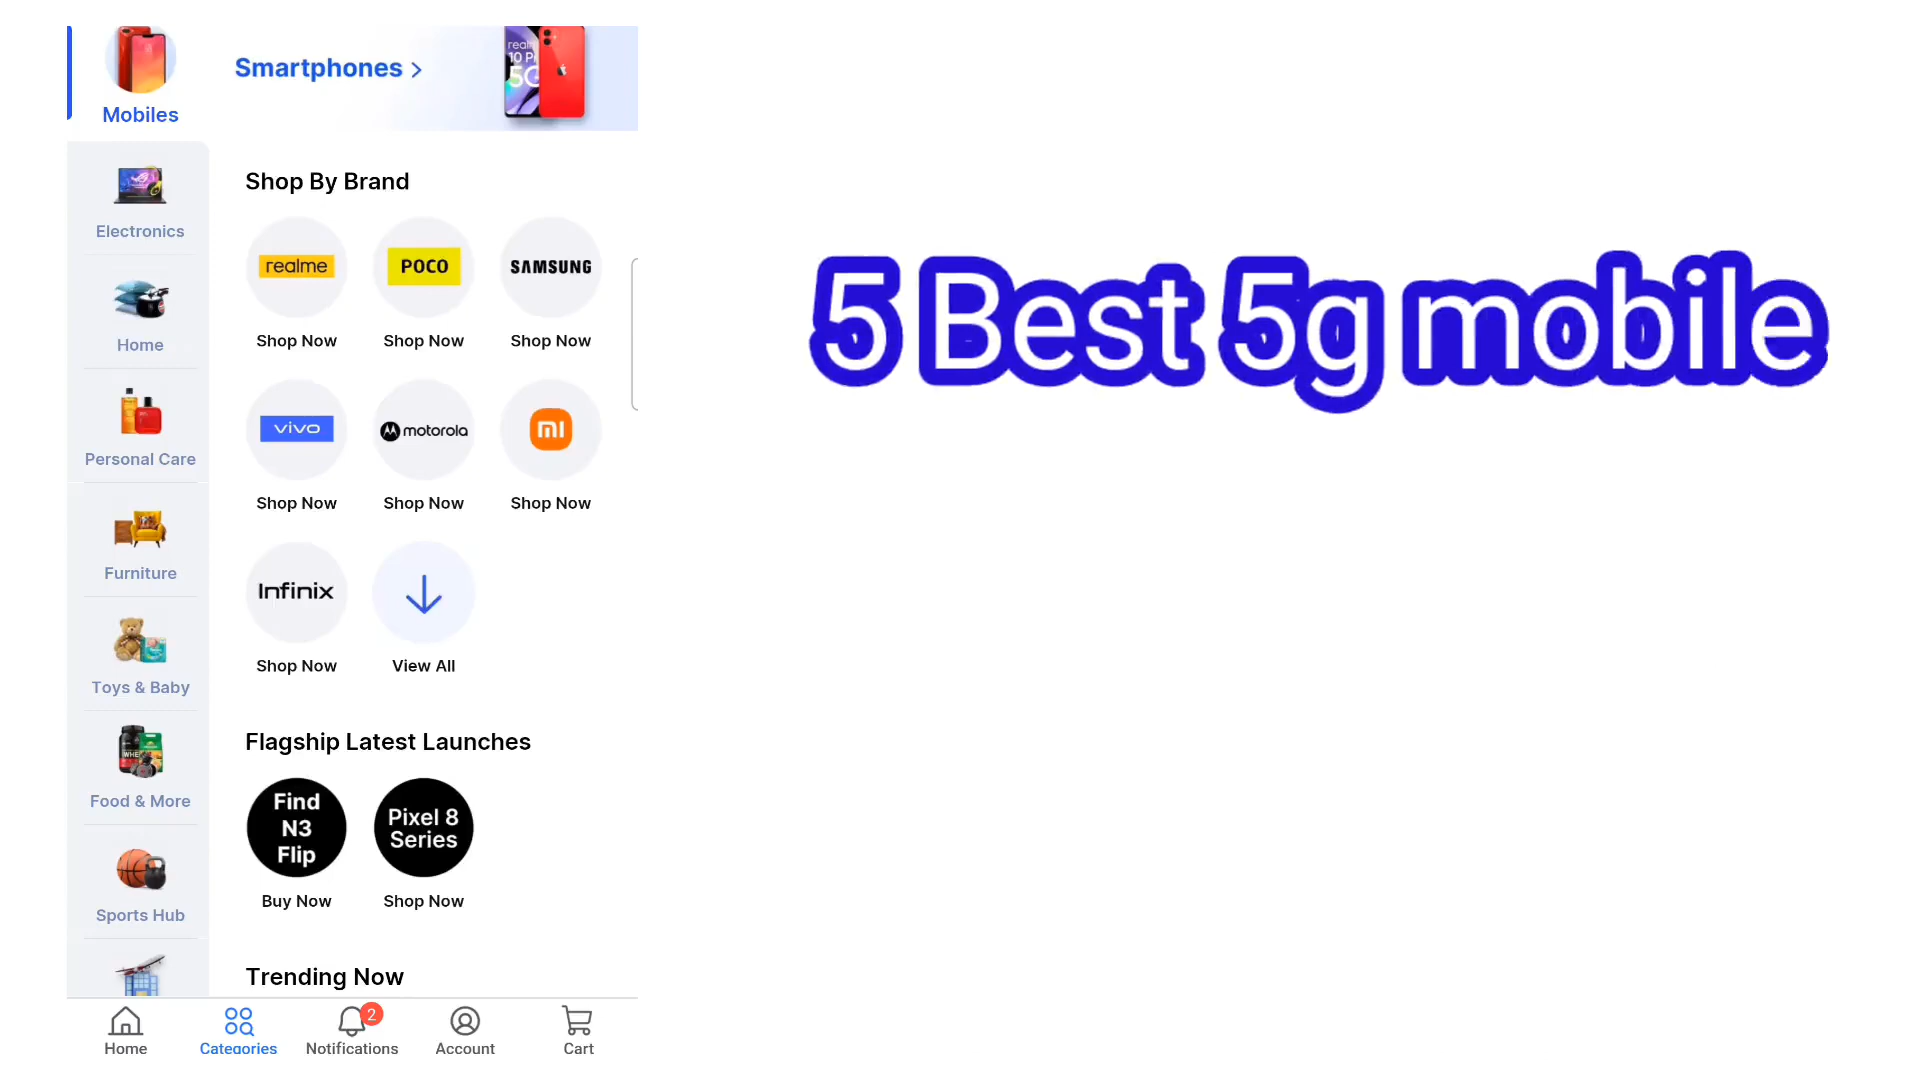 Mobiles
Smartphones >
realme
10 P
5G
Electronics
Home
Personal Care
Furniture
Toys & Baby
Food & More
Sports Hub
Shop By Brand
realme
POCO
SAMSUNG
Shop Now
Shop Now
Shop Now
vivo
motorola
mi
Shop Now
Shop Now
Shop Now
Infinix
Shop Now
View All
Flagship Latest Launches
Find
N3
Flip
Pixel 8
Series
Buy Now
Shop Now
Trending Now
Home
Categories
2
Notifications
Account
Cart
5 Best 5g mobile